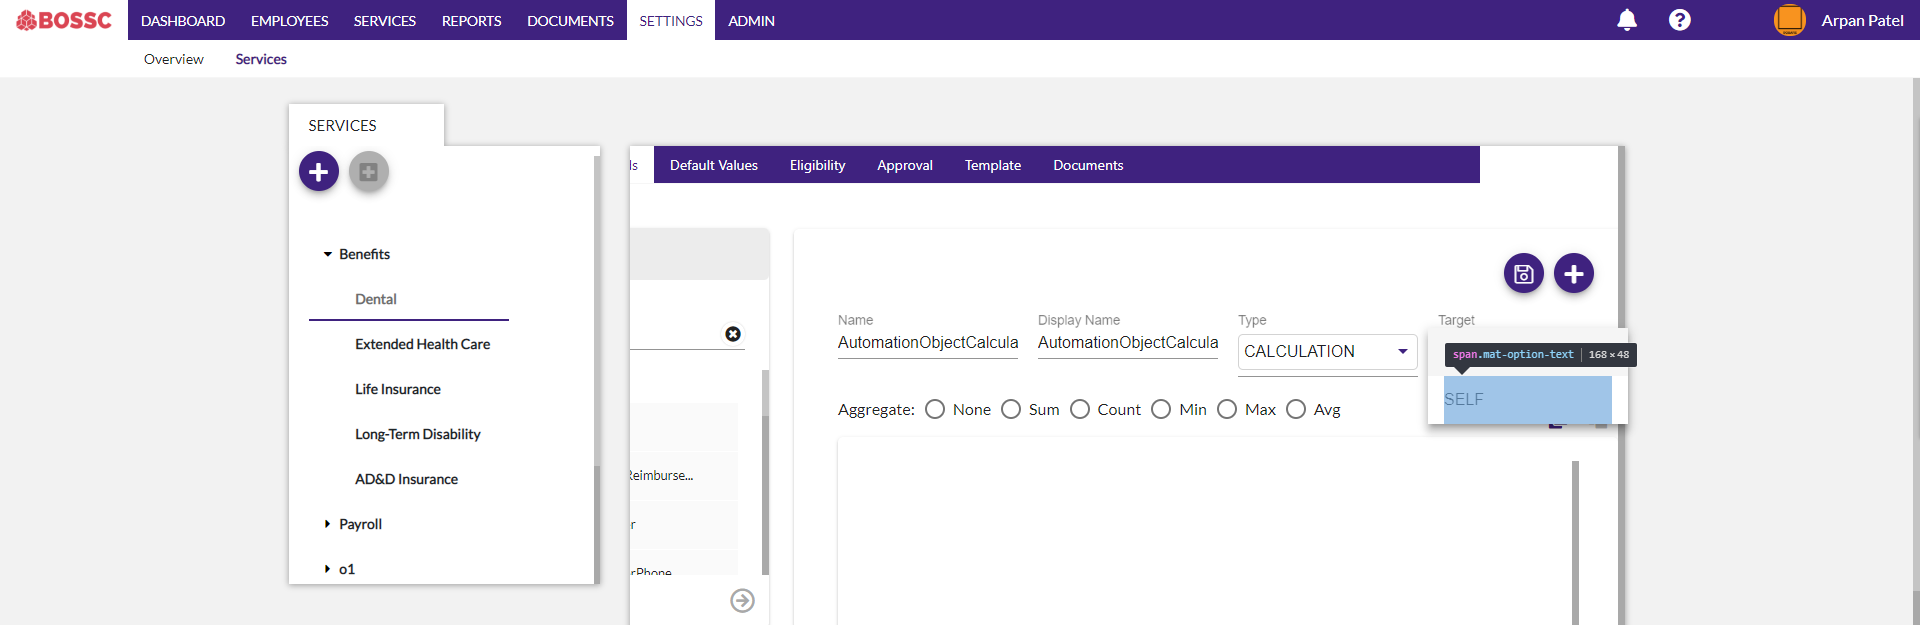 BOSSC
DASHBOARD EMPLOYEES SERVICES REPORTS DOCUMENTS SETTINGS ADMIN
? Arpan Patel
Overview Services
SERVICES
Benefits
Dental
Extended Health Care
Life Insurance
Long-Term Disability
AD&D Insurance
Payroll
o1
ls Default Values Eligibility Approval Template Documents
Name Display Name Type Target
AutomationObjectCalcula AutomationObjectCalcula CALCULATION
span.mat-option-text 168 × 48
SELF
Aggregate: None Sum Count Min Max Avg
Reimburse...
r
rPhone